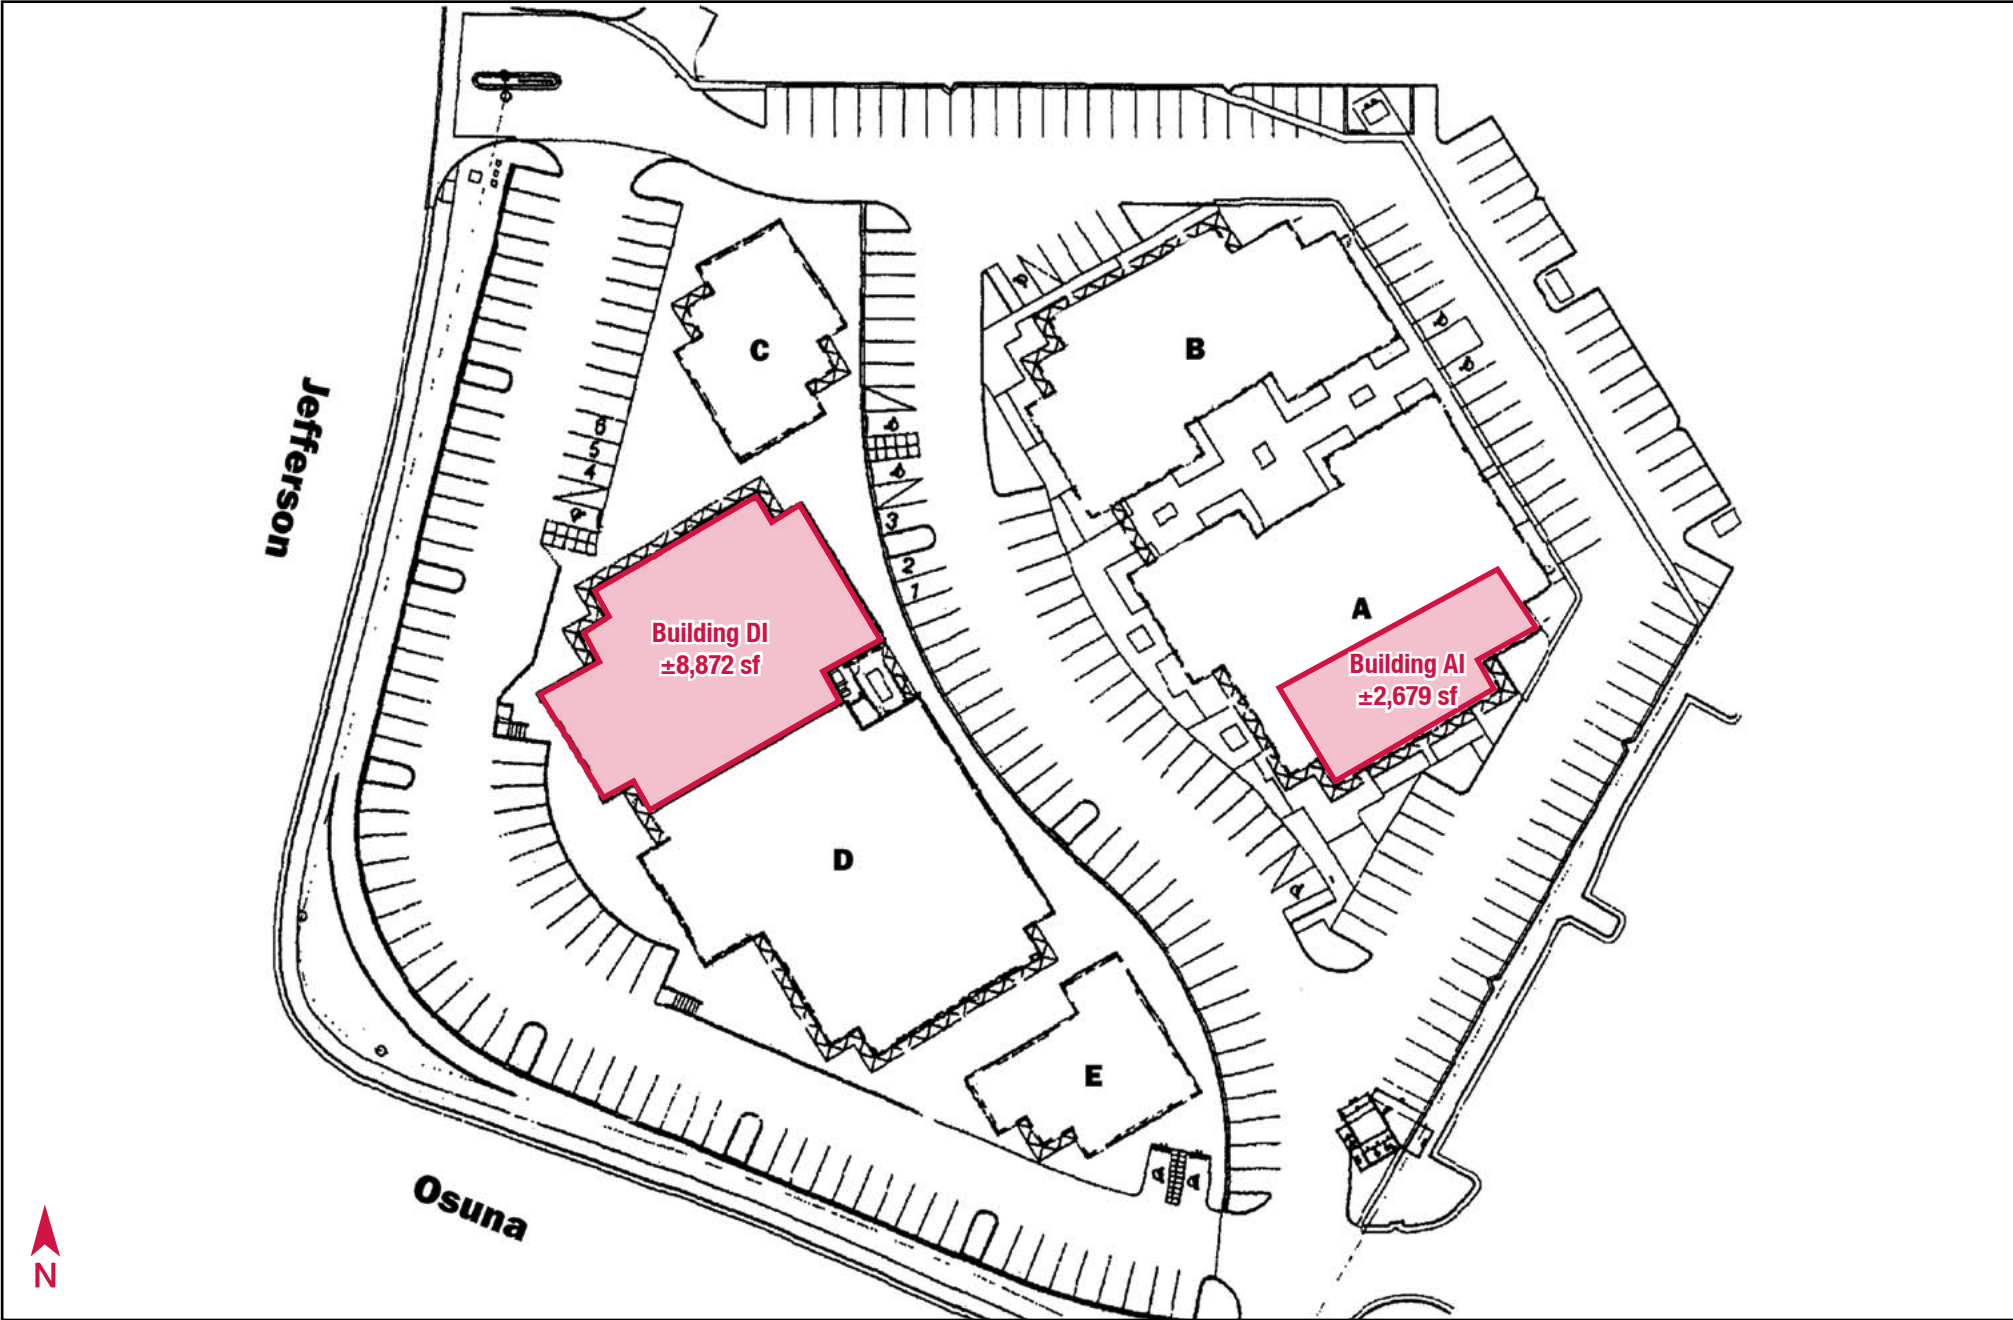 C
B
Jefferson
6
5
4
3
2
1
A
Building DI
±8,872 sf
Building AI
±2,679 sf
D
E
Osuna
N